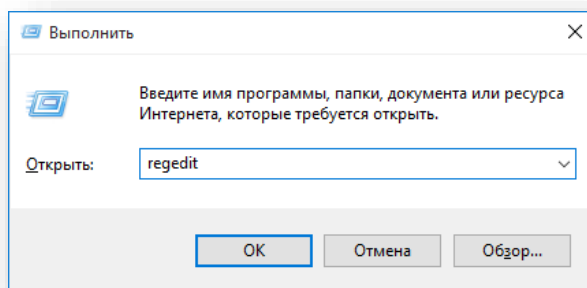 Выполнить
Введите имя программы, папки, документа или ресурса
Интернета, которые требуется открыть.
Открыть: regedit
OK Отмена Обзор...